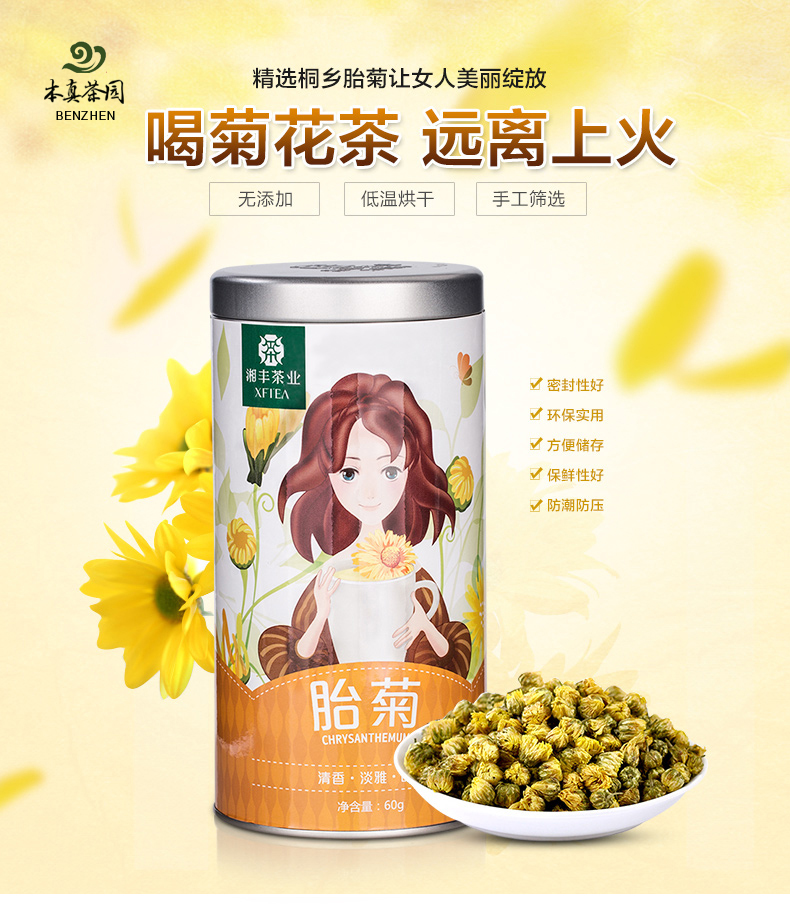 本真茶园
BENZHEN
精选桐乡胎菊让女人美丽绽放
喝菊花茶 远离上火
无添加 低温烘干 手工筛选
湘丰茶业
XFTEA
密封性好
环保实用
方便储存
保鲜性好
防潮防压
胎菊
CHRYSANTHEMUM
清香·淡雅·
净含量：60g